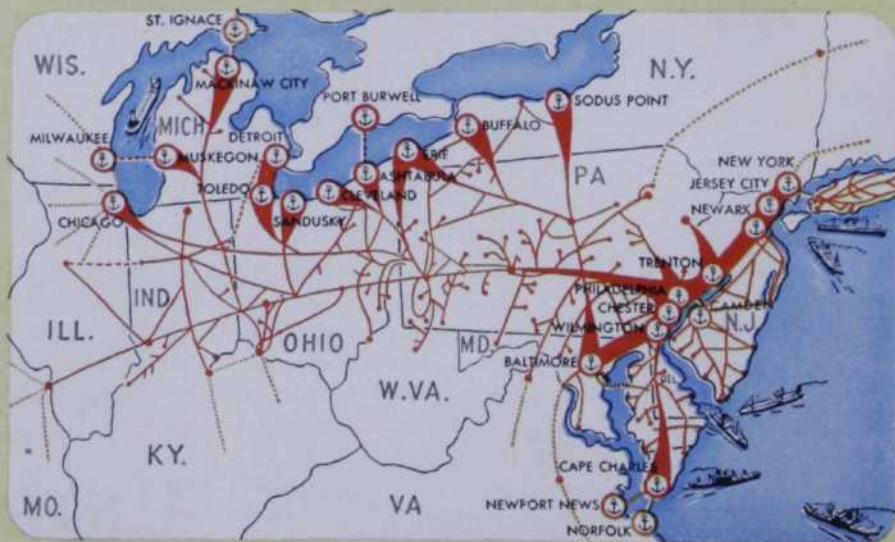 ST. IGNACE
WIS.
MACKINAW CITY
N.Y.
PORT BURWELL
SODUS POINT
MICH
DETROIT
BUFFALO
MILWAUKEE
MUSKEGON
ERIE
NEW YORK
ASHTABULA
PA
JERSEY CITY
TOLEDO
CLEVELAND
NEWARK
CHICAGO
SANDUSKY
TRENTON
IND
PHILADELPHIA
CHESTER
CAMDEN
ILL.
OHIO
WILMINGTON
N.J.
MD.
BALTIMORE
DEL.
W.VA.
KY.
CAPE CHARLES
MO.
VA
NEWPORT NEWS
NORFOLK